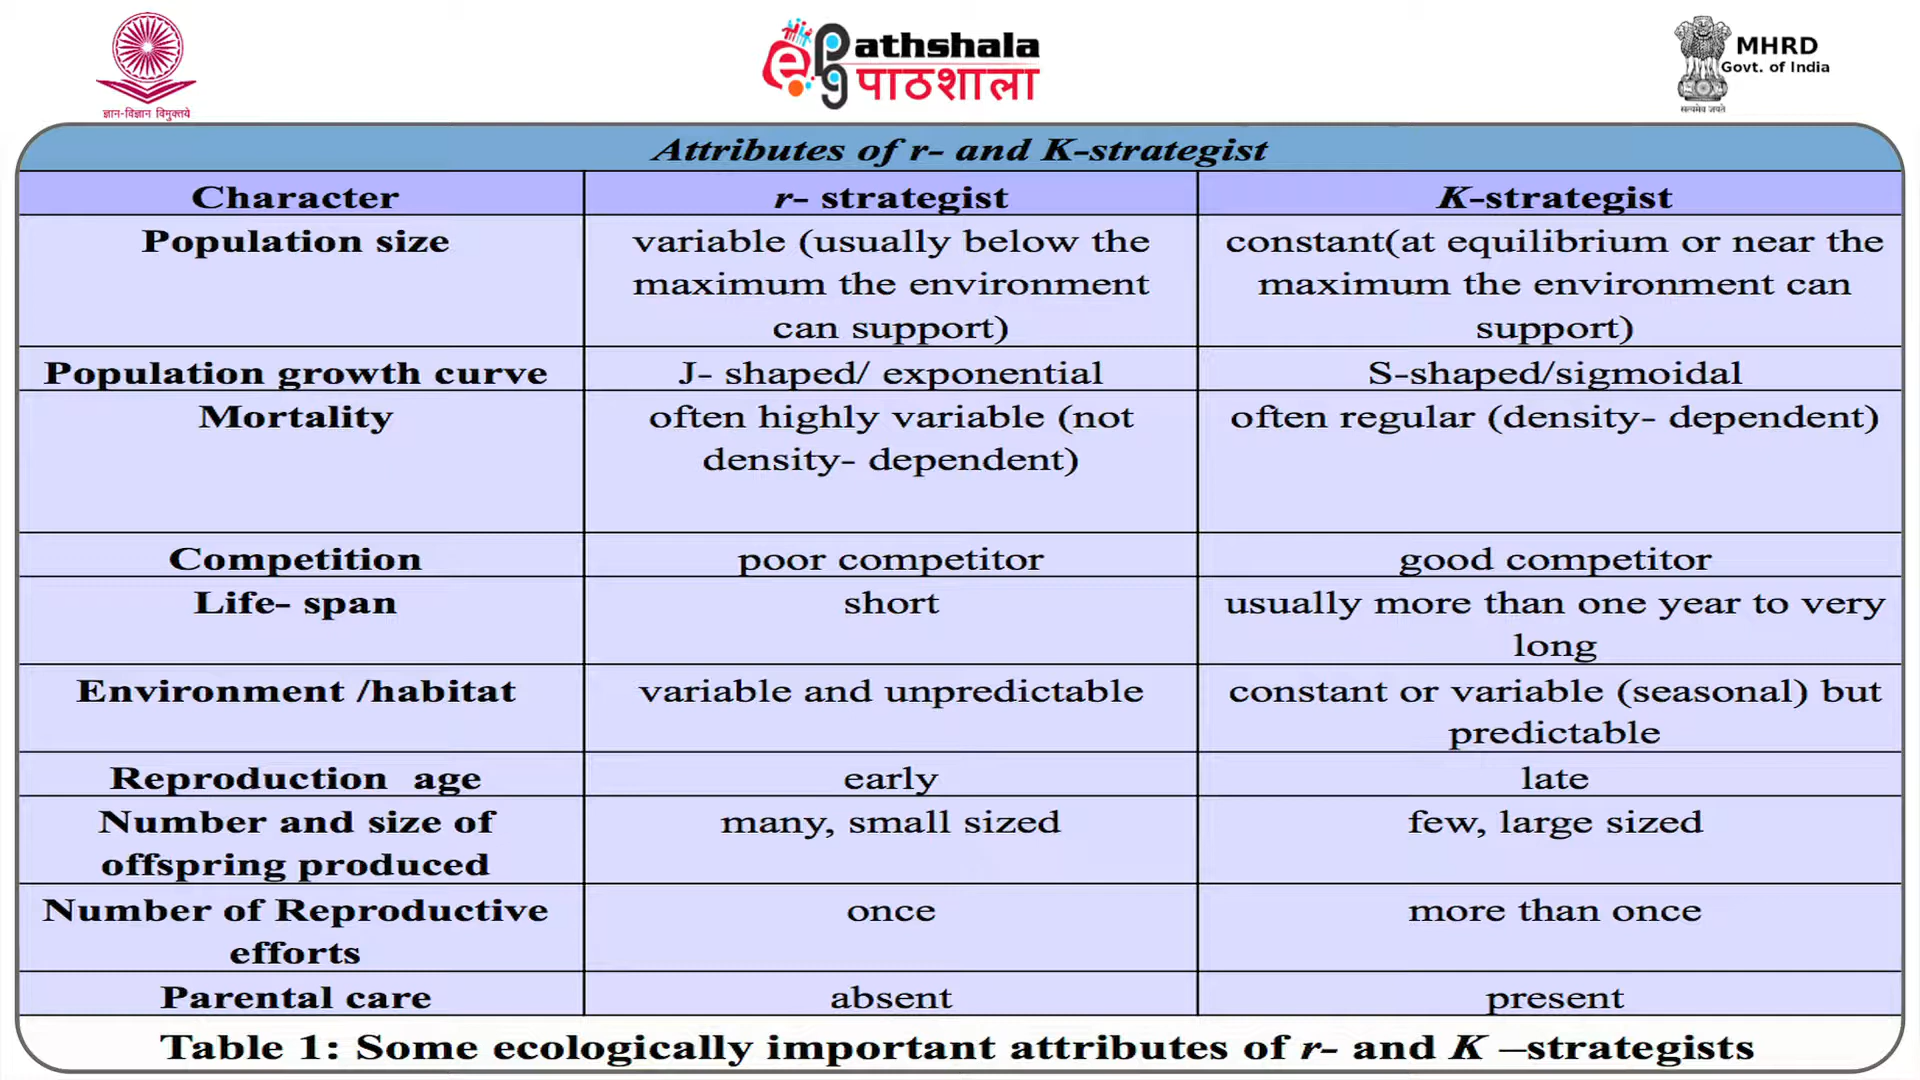 ज्ञान-विज्ञान विमुक्तये
ePG Pathshala
पाठशाला
MHRD
Govt. of India
सत्यमेव जयते
Attributes of r- and K-strategist
Character
r- strategist
K-strategist
Population size
variable (usually below the
maximum the environment
can support)
constant(at equilibrium or near the
maximum the environment can
support)
Population growth curve
J- shaped/ exponential
S-shaped/sigmoidal
Mortality
often highly variable (not
density- dependent)
often regular (density- dependent)
Competition
poor competitor
good competitor
Life- span
short
usually more than one year to very
long
Environment /habitat
variable and unpredictable
constant or variable (seasonal) but
predictable
Reproduction  age
early
late
Number and size of
offspring produced
many, small sized
few, large sized
Number of Reproductive
efforts
once
more than once
Parental care
absent
present
Table 1: Some ecologically important attributes of r- and K –strategists